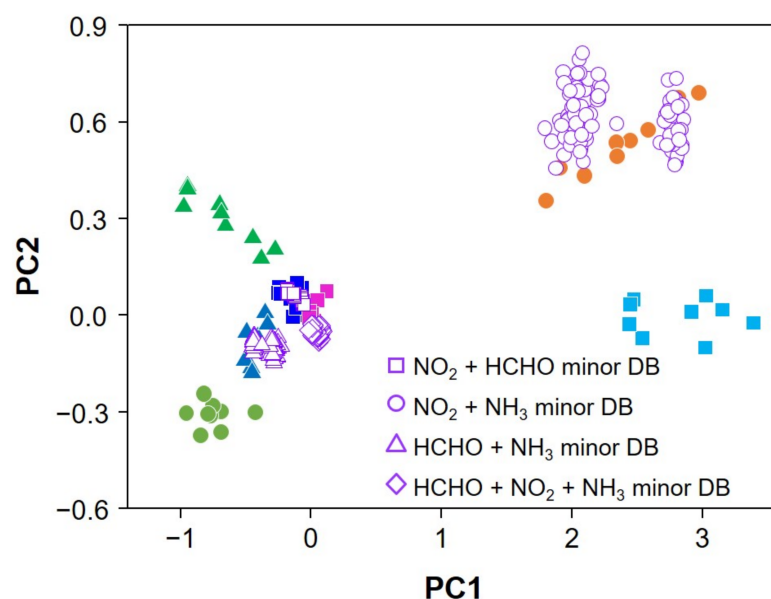 0.9
0.6
0.3
0.0
−0.3
−0.6
PC2
NO₂ + HCHO minor DB
NO₂ + NH₃ minor DB
HCHO + NH₃ minor DB
HCHO + NO₂ + NH₃ minor DB
−1 0 1 2 3
PC1